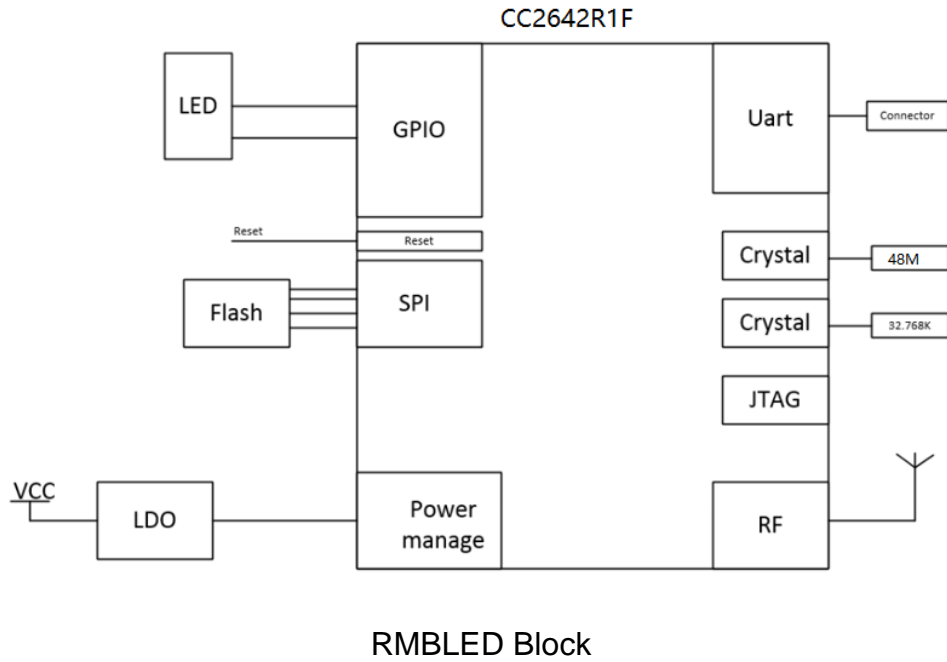 CC2642R1F
LED
GPIO
Uart
Connector
Reset
Reset
Crystal
48M
Flash
SPI
Crystal
32.768K
JTAG
VCC
LDO
Power
manage
RF
RMBLED Block